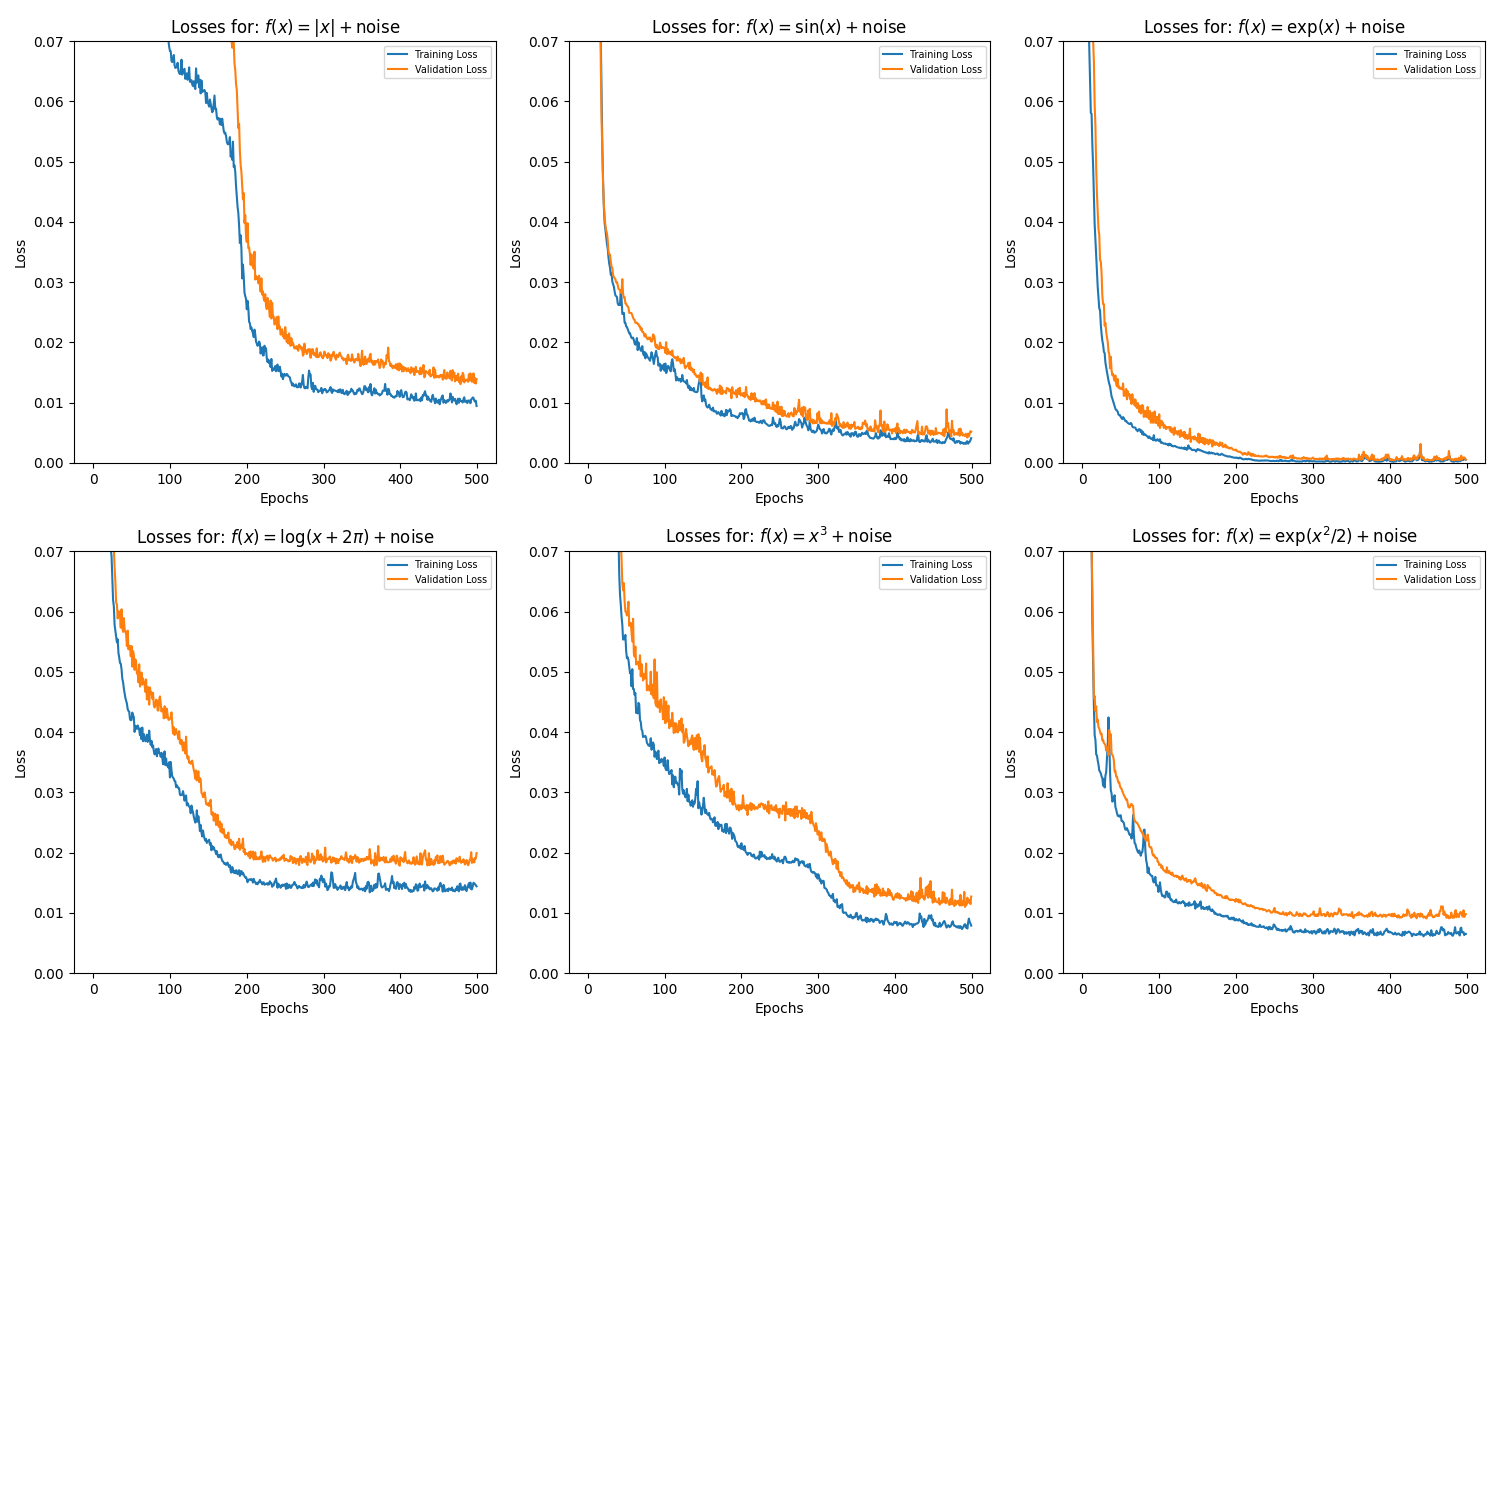 Losses for: f(x) = |x| + noise
0.07
0.06
0.05
0.04
0.03
0.02
0.01
0.00
Loss
Training Loss
Validation Loss
0 100 200 300 400 500
Epochs
Losses for: f(x) = sin(x) + noise
0.07
0.06
0.05
0.04
0.03
0.02
0.01
0.00
Loss
Training Loss
Validation Loss
0 100 200 300 400 500
Epochs
Losses for: f(x) = exp(x) + noise
0.07
0.06
0.05
0.04
0.03
0.02
0.01
0.00
Loss
Training Loss
Validation Loss
0 100 200 300 400 500
Epochs
Losses for: f(x) = log(x + 2π) + noise
0.07
0.06
0.05
0.04
0.03
0.02
0.01
0.00
Loss
Training Loss
Validation Loss
0 100 200 300 400 500
Epochs
Losses for: f(x) = x³ + noise
0.07
0.06
0.05
0.04
0.03
0.02
0.01
0.00
Loss
Training Loss
Validation Loss
0 100 200 300 400 500
Epochs
Losses for: f(x) = exp(x²/2) + noise
0.07
0.06
0.05
0.04
0.03
0.02
0.01
0.00
Loss
Training Loss
Validation Loss
0 100 200 300 400 500
Epochs